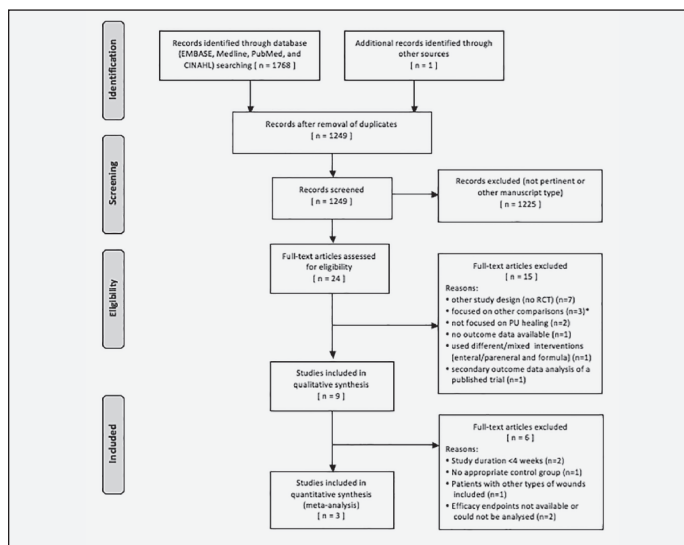 Identification
Records identified through database
(EMBASE, Medline, PubMed, and
CINAHL) searching [ n = 1768 ]
Additional records identified through
other sources
[ n = 1 ]
Records after removal of duplicates
[ n = 1249 ]
Screening
Records screened
[ n = 1249 ]
Records excluded (not pertinent or
other manuscript type)
[ n = 1225 ]
Eligibility
Full-text articles assessed
for eligibility
[ n = 24 ]
Full-text articles excluded
[ n = 15 ]
Reasons:
• other study design (no RCT) (n=7)
• focused on other comparisons (n=3)*
• not focused on PU healing (n=2)
• no outcome data available (n=1)
• used different/mixed interventions
[enteral/pareneral and formula] (n=1)
• secondary outcome data analysis of a
published trial (n=1)
Studies included in
qualitative synthesis
[ n = 9 ]
Included
Full-text articles excluded
[ n = 6 ]
Reasons:
• Study duration <4 weeks (n=2)
• No appropriate control group (n=1)
• Patients with other types of wounds
included (n=1)
• Efficacy endpoints not available or
could not be analysed (n=2)
Studies included in
quantitative synthesis
(meta-analysis)
[ n = 3 ]